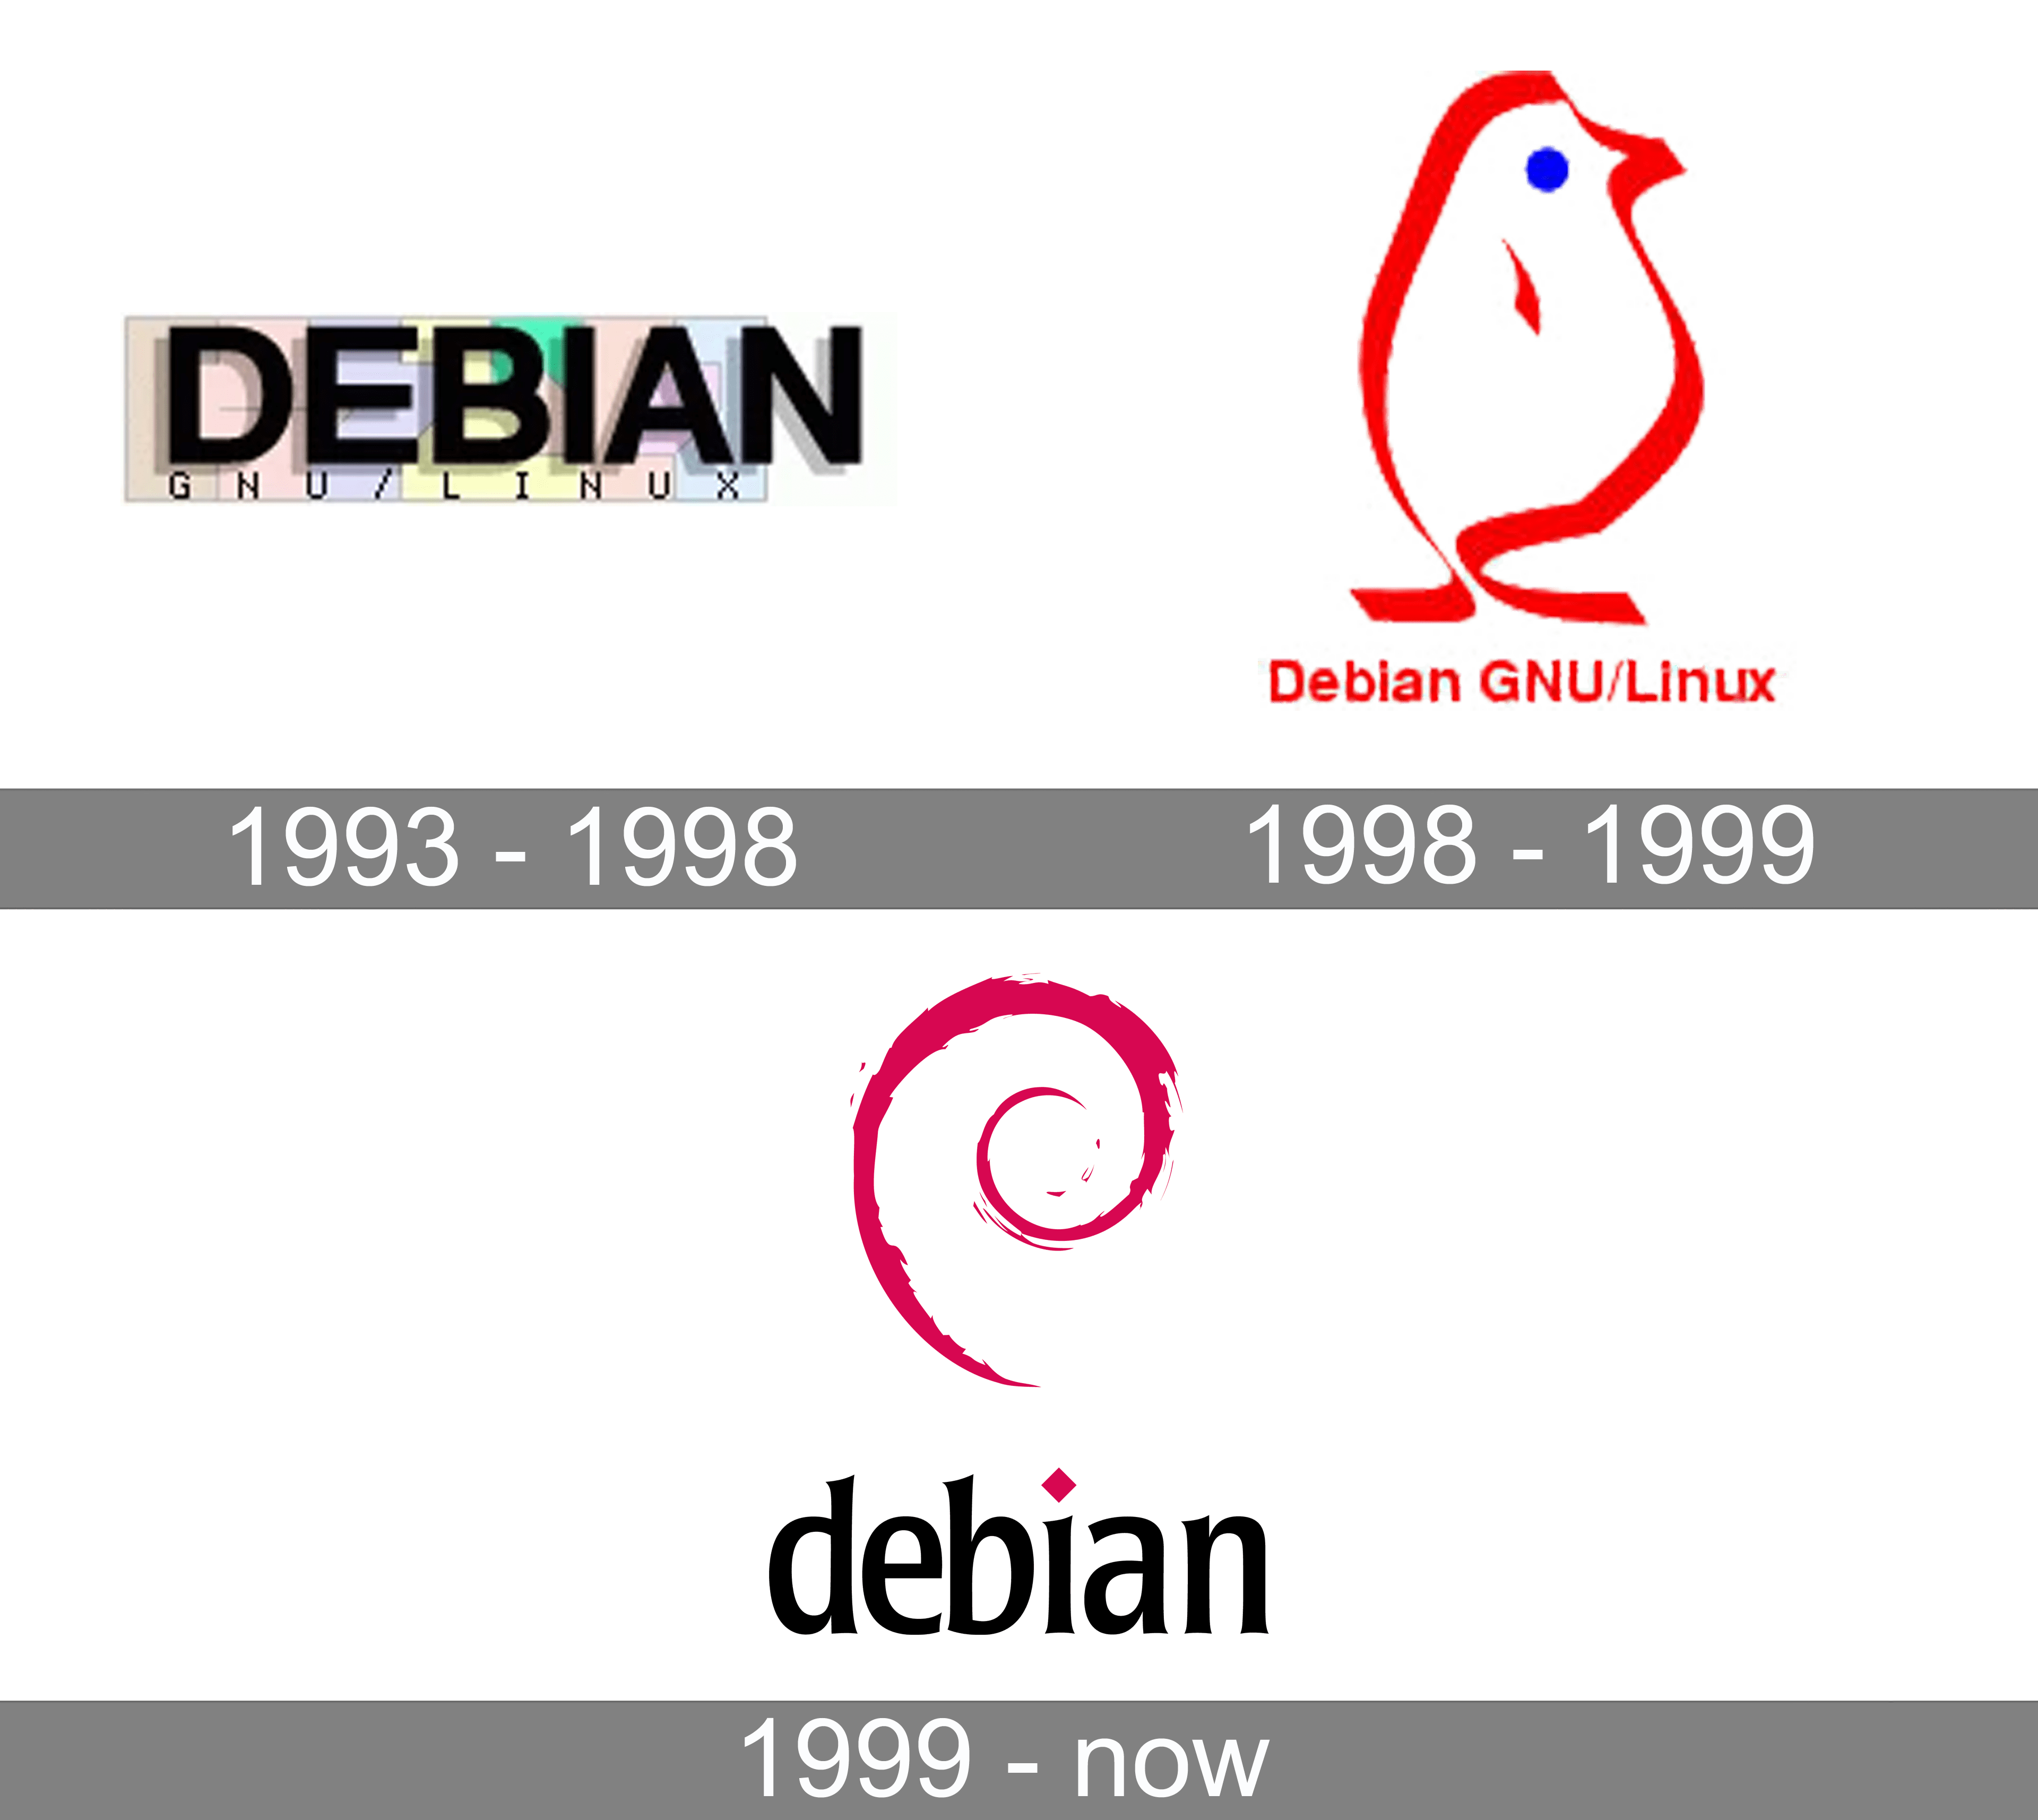 DEBIAN
GNU/LINUX
Debian GNU/Linux
1993 - 1998
1998 - 1999
debian
1999 - now